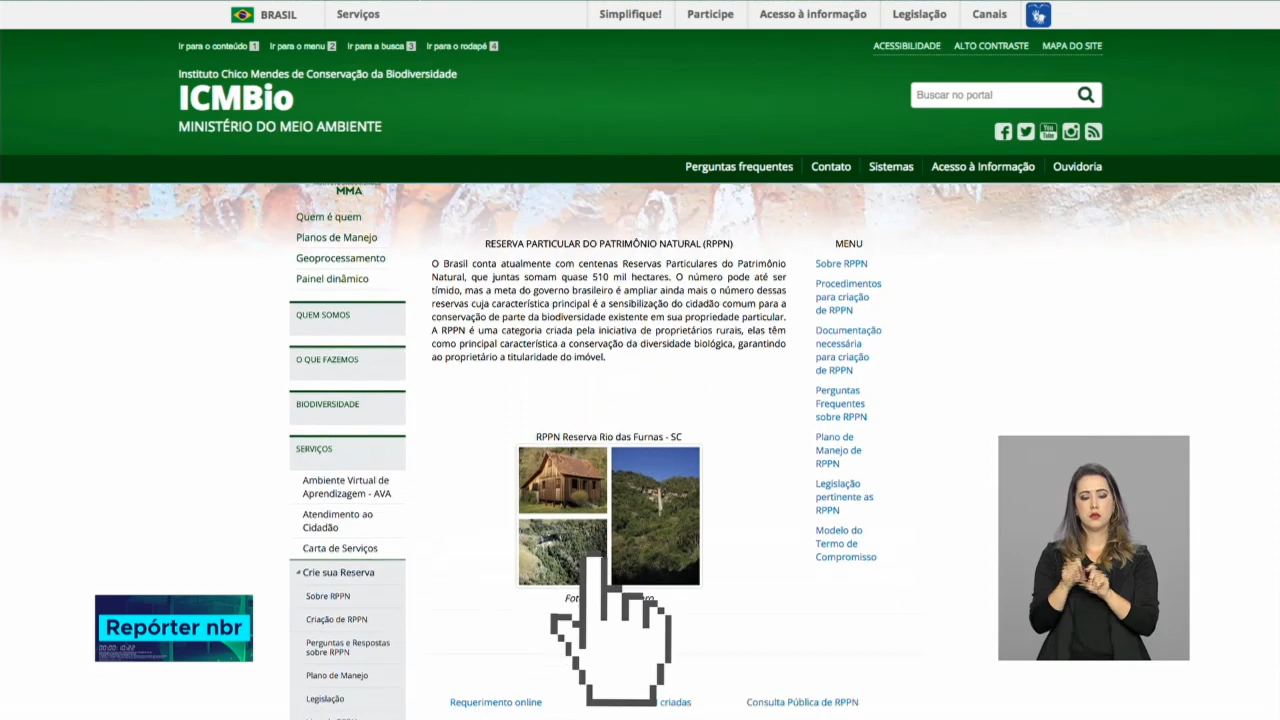 BRASIL
Serviços
Simplifique!
Participe
Acesso à informação
Legislação
Canais
Ir para o conteúdo 1
Ir para o menu 2
Ir para a busca 3
Ir para o rodapé 4
ACESSIBILIDADE
ALTO CONTRASTE
MAPA DO SITE
Instituto Chico Mendes de Conservação da Biodiversidade
ICMBio
MINISTÉRIO DO MEIO AMBIENTE
Buscar no portal
You Tube
Perguntas frequentes
Contato
Sistemas
Acesso à Informação
Ouvidoria
MMA
Quem é quem
Planos de Manejo
Geoprocessamento
Painel dinâmico
QUEM SOMOS
O QUE FAZEMOS
BIODIVERSIDADE
SERVIÇOS
Ambiente Virtual de
Aprendizagem - AVA
Atendimento ao
Cidadão
Carta de Serviços
Crie sua Reserva
Sobre RPPN
Criação de RPPN
Perguntas e Respostas
sobre RPPN
Plano de Manejo
Legislação
RESERVA PARTICULAR DO PATRIMÔNIO NATURAL (RPPN)
O Brasil conta atualmente com centenas Reservas Particulares do Patrimônio
Natural, que juntas somam quase 510 mil hectares. O número pode até ser
tímido, mas a meta do governo brasileiro é ampliar ainda mais o número dessas
reservas cuja característica principal é a sensibilização do cidadão comum para a
conservação de parte da biodiversidade existente em sua propriedade particular.
A RPPN é uma categoria criada pela iniciativa de proprietários rurais, elas têm
como principal característica a conservação da diversidade biológica, garantindo
ao proprietário a titularidade do imóvel.
RPPN Reserva Rio das Furnas - SC
Requerimento online
criadas
Consulta Pública de RPPN
MENU
Sobre RPPN
Procedimentos
para criação
de RPPN
Documentação
necessária
para criação
de RPPN
Perguntas
Frequentes
sobre RPPN
Plano de
Manejo de
RPPN
Legislação
pertinente as
RPPN
Modelo do
Termo de
Compromisso
Repórter nbr